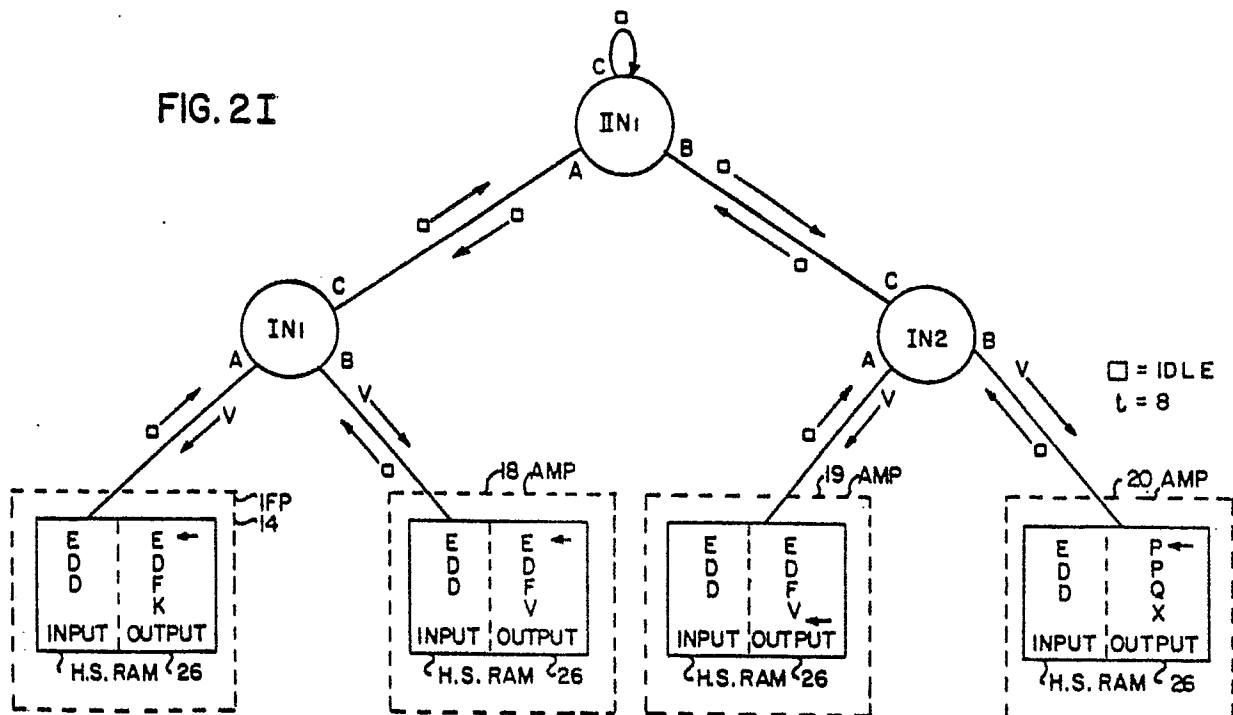 FIG. 2I
C
IIN1
A
B
C
IN1
A
B
C
IN2
A
B
V
V
V
V
□ = IDLE
t = 8
IFP
14
E
D
D
INPUT
E
D
F
K
OUTPUT
H.S. RAM
26
18
AMP
E
D
D
INPUT
E
D
F
V
OUTPUT
H.S. RAM
26
19
AMP
E
D
D
INPUT
E
D
F
V
OUTPUT
H.S. RAM
26
20
AMP
E
D
D
INPUT
P
P
Q
X
OUTPUT
H.S. RAM
26